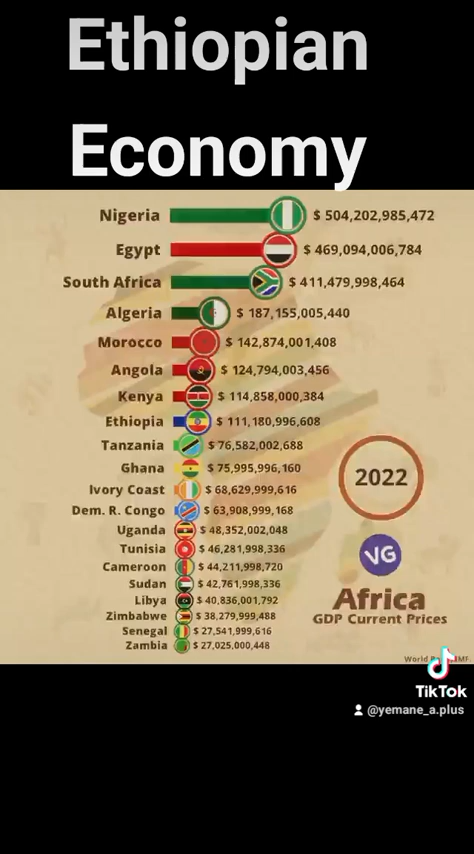 Ethiopian
Economy
Nigeria $ 504,202,985,472
Egypt $ 469,094,006,784
South Africa $ 411,479,998,464
Algeria $ 187,155,005,440
Morocco $ 142,874,001,408
Angola $ 124,794,003,456
Kenya $ 114,858,000,384
Ethiopia $ 111,180,996,608
Tanzania $ 76,582,002,688
Ghana $ 75,995,996,160
Ivory Coast $ 68,629,999,616
Dem. R. Congo $ 63,908,999,168
Uganda $ 48,352,002,048
Tunisia $ 46,281,998,336
Cameroon $ 44,211,998,720
Sudan $ 42,761,998,336
Libya $ 40,836,001,792
Zimbabwe $ 38,279,999,488
Senegal $ 27,541,999,616
Zambia $ 27,025,000,448
2022
VG
Africa
GDP Current Prices
World
TikTok
@yemane_a.plus